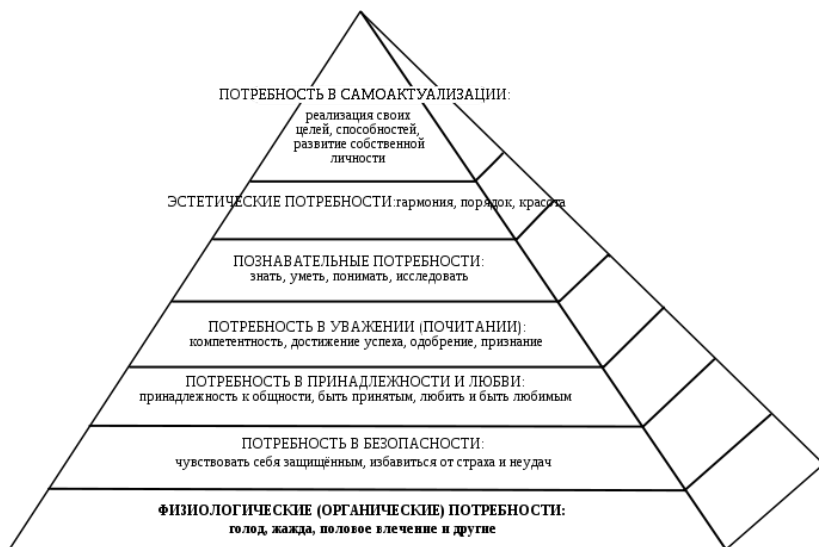 ПОТРЕБНОСТЬ В САМОАКТУАЛИЗАЦИИ:
реализация своих
целей, способностей,
развитие собственной
личности
ЭСТЕТИЧЕСКИЕ ПОТРЕБНОСТИ:гармония, порядок, красота
ПОЗНАВАТЕЛЬНЫЕ ПОТРЕБНОСТИ:
знать, уметь, понимать, исследовать
ПОТРЕБНОСТЬ В УВАЖЕНИИ (ПОЧИТАНИИ):
компетентность, достижение успеха, одобрение, признание
ПОТРЕБНОСТЬ В ПРИНАДЛЕЖНОСТИ И ЛЮБВИ:
принадлежность к общности, быть принятым, любить и быть любимым
ПОТРЕБНОСТЬ В БЕЗОПАСНОСТИ:
чувствовать себя защищённым, избавиться от страха и неудач
ФИЗИОЛОГИЧЕСКИЕ (ОРГАНИЧЕСКИЕ) ПОТРЕБНОСТИ:
голод, жажда, половое влечение и другие